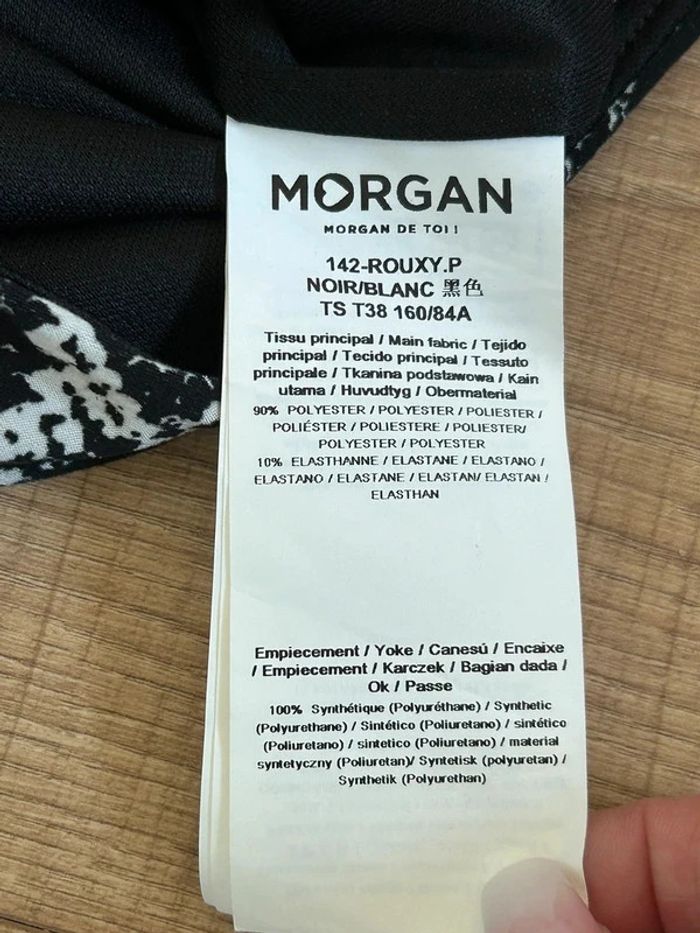 MORGAN
MORGAN DE TOI !
142-ROUXY.P
NOIR/BLANC 黑色
TS T38 160/84A
Tissu principal / Main fabric / Tejido
principal / Tecido principal / Tessuto
principale / Tkanina podstawowa / Kain
utama / Huvudtyg / Obermaterial
90% POLYESTER / POLYESTER / POLIESTER /
POLIÉSTER / POLIESTERE / POLIESTER/
POLYESTER / POLYESTER
10% ELASTHANNE / ELASTANE / ELASTANO /
ELASTANO / ELASTANE / ELASTAN/ ELASTAN /
ELASTHAN
Empiecement / Yoke / Canesú / Encaixe
/ Empiecement / Karczek / Bagian dada /
Ok / Passe
100% Synthétique (Polyuréthane) / Synthetic
(Polyurethane) / Sintético (Poliuretano) / sintético
(Poliuretano) / sintetico (Poliuretano) / material
syntetyczny (Poliuretan)/ Syntetisk (polyuretan) /
Synthetik (Polyurethan)